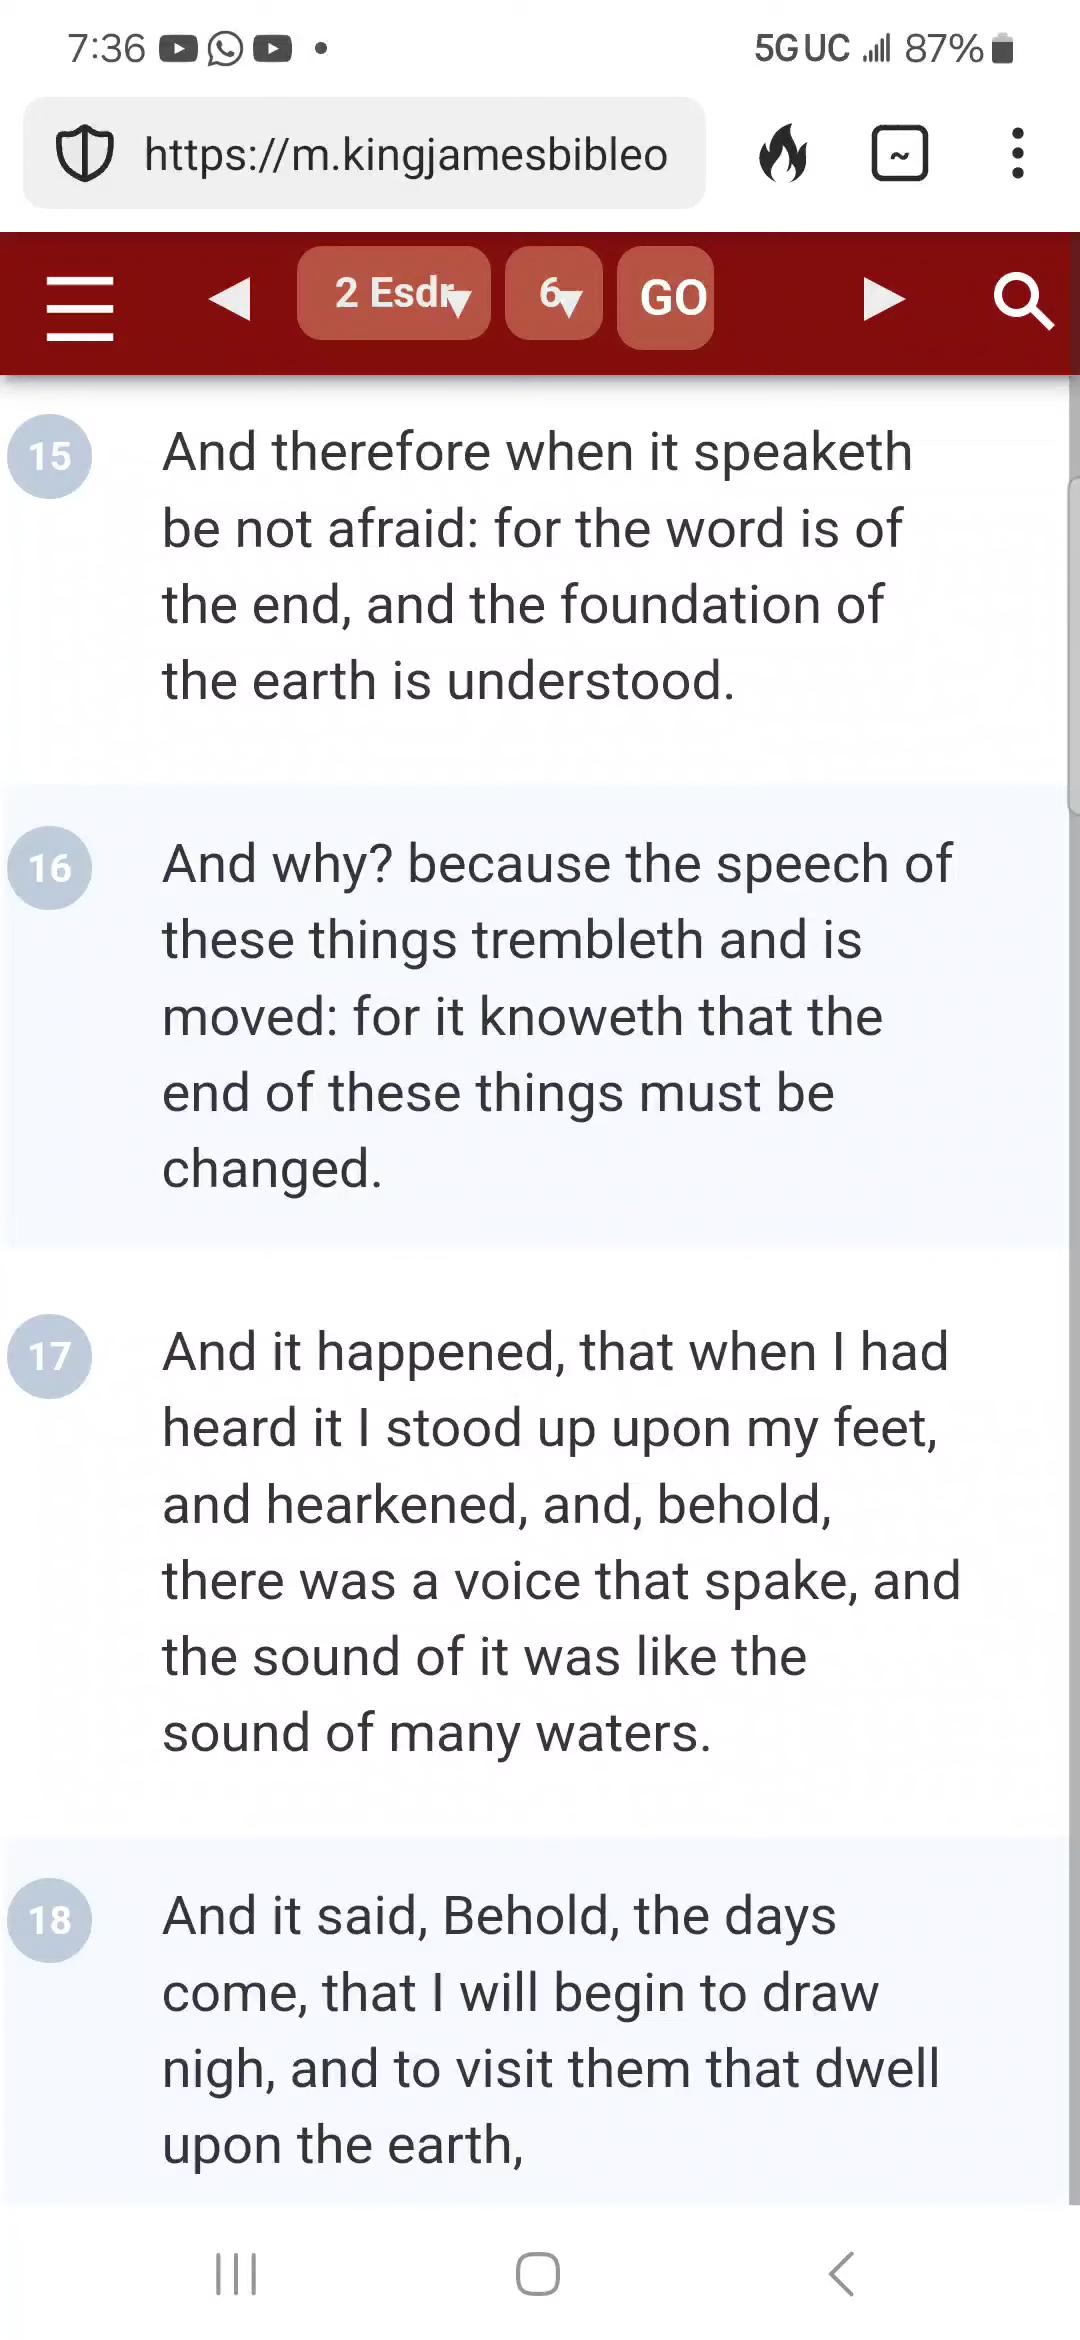 7:36
5G UC 87%
https://m.kingjamesbibleo
~
2 Esdr
6
GO
15 And therefore when it speaketh
be not afraid: for the word is of
the end, and the foundation of
the earth is understood.
16 And why? because the speech of
these things trembleth and is
moved: for it knoweth that the
end of these things must be
changed.
17 And it happened, that when I had
heard it I stood up upon my feet,
and hearkened, and, behold,
there was a voice that spake, and
the sound of it was like the
sound of many waters.
18 And it said, Behold, the days
come, that I will begin to draw
nigh, and to visit them that dwell
upon the earth,